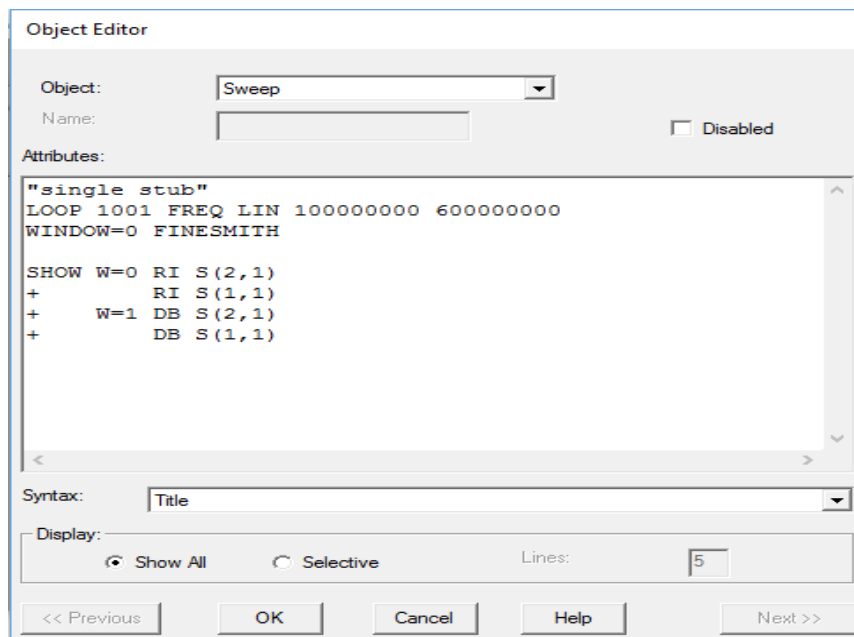 Object Editor
Object: Sweep
Name:
Disabled
Attributes:
"single stub"
LOOP 1001 FREQ LIN 100000000 600000000
WINDOW=0 FINESMITH
SHOW W=0 RI S(2,1)
+        RI S(1,1)
+    W=1 DB S(2,1)
+        DB S(1,1)
Syntax: Title
Display:
Show All Selective Lines: 5
<< Previous OK Cancel Help Next >>